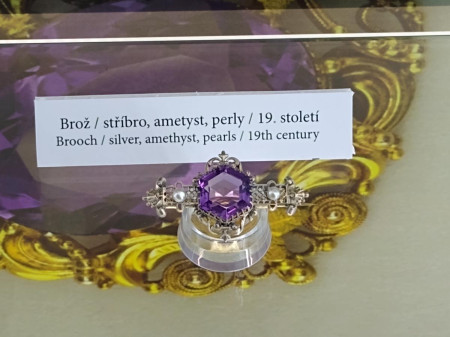 Brož / stříbro, ametyst, perly / 19. století
Brooch / silver, amethyst, pearls / 19th century